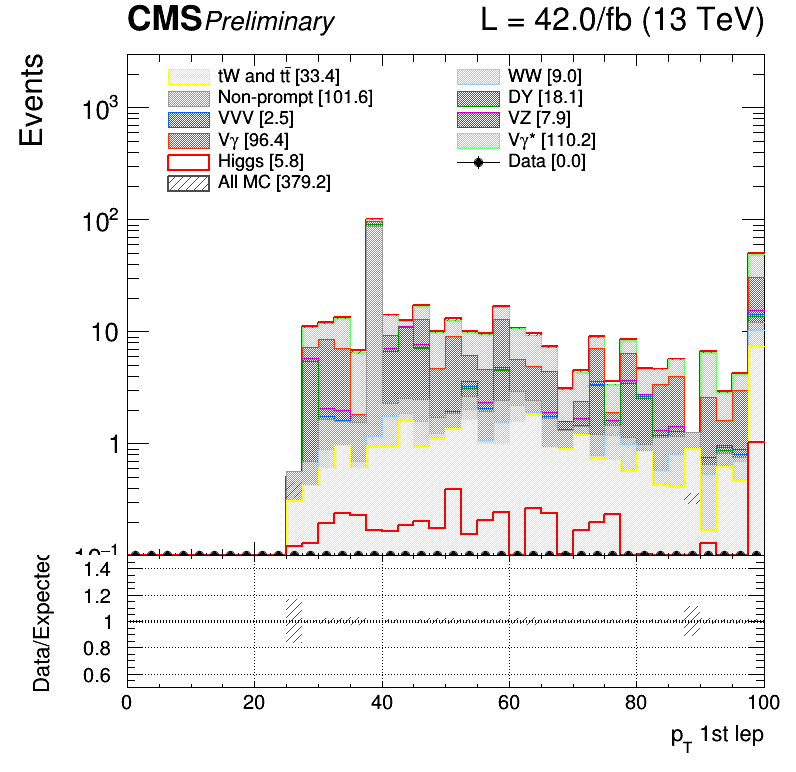 CMS Preliminary L = 42.0/fb (13 TeV)
Events
tW and tt̄ [33.4] WW [9.0]
Non-prompt [101.6] DY [18.1]
VVV [2.5] VZ [7.9]
Vγ [96.4] Vγ* [110.2]
Higgs [5.8] Data [0.0]
All MC [379.2]
10³
10²
10
1
10⁻¹
Data/Expected
1.4
1.2
1
0.8
0.6
0 20 40 60 80 100
p_T 1st lep